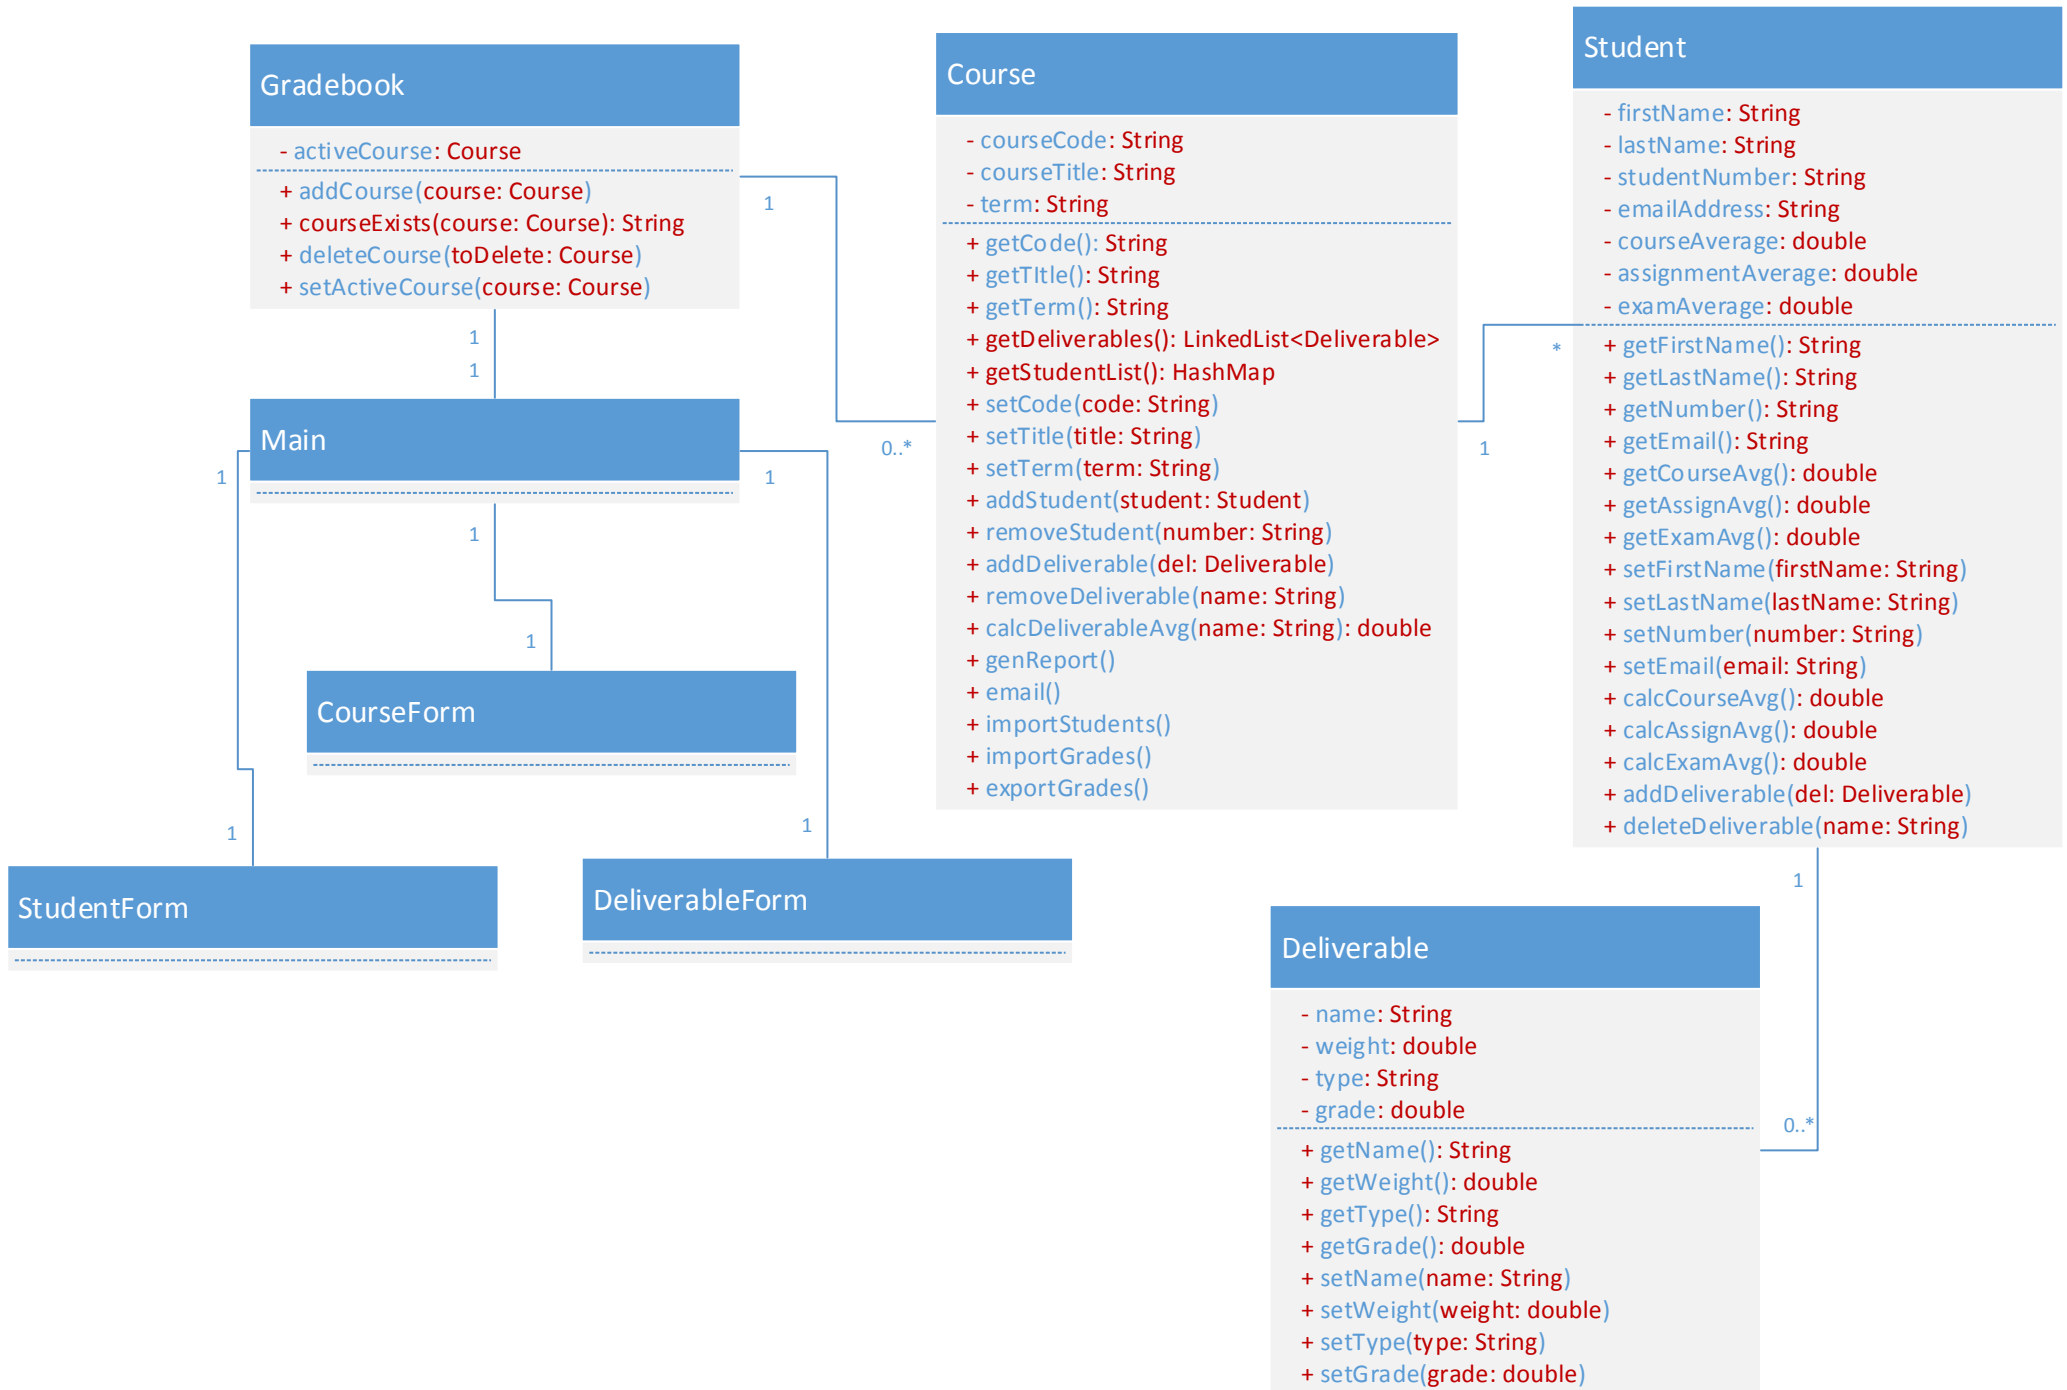 Gradebook
- activeCourse: Course
+ addCourse(course: Course)
+ courseExists(course: Course): String
+ deleteCourse(toDelete: Course)
+ setActiveCourse(course: Course)
1
0..*
1
1
Main
1
1
1
1
1
1
CourseForm
StudentForm
DeliverableForm
Course
- courseCode: String
- courseTitle: String
- term: String
+ getCode(): String
+ getTItle(): String
+ getTerm(): String
+ getDeliverables(): LinkedList<Deliverable>
+ getStudentList(): HashMap
+ setCode(code: String)
+ setTitle(title: String)
+ setTerm(term: String)
+ addStudent(student: Student)
+ removeStudent(number: String)
+ addDeliverable(del: Deliverable)
+ removeDeliverable(name: String)
+ calcDeliverableAvg(name: String): double
+ genReport()
+ email()
+ importStudents()
+ importGrades()
+ exportGrades()
1
*
Student
- firstName: String
- lastName: String
- studentNumber: String
- emailAddress: String
- courseAverage: double
- assignmentAverage: double
- examAverage: double
+ getFirstName(): String
+ getLastName(): String
+ getNumber(): String
+ getEmail(): String
+ getCourseAvg(): double
+ getAssignAvg(): double
+ getExamAvg(): double
+ setFirstName(firstName: String)
+ setLastName(lastName: String)
+ setNumber(number: String)
+ setEmail(email: String)
+ calcCourseAvg(): double
+ calcAssignAvg(): double
+ calcExamAvg(): double
+ addDeliverable(del: Deliverable)
+ deleteDeliverable(name: String)
1
0..*
Deliverable
- name: String
- weight: double
- type: String
- grade: double
+ getName(): String
+ getWeight(): double
+ getType(): String
+ getGrade(): double
+ setName(name: String)
+ setWeight(weight: double)
+ setType(type: String)
+ setGrade(grade: double)